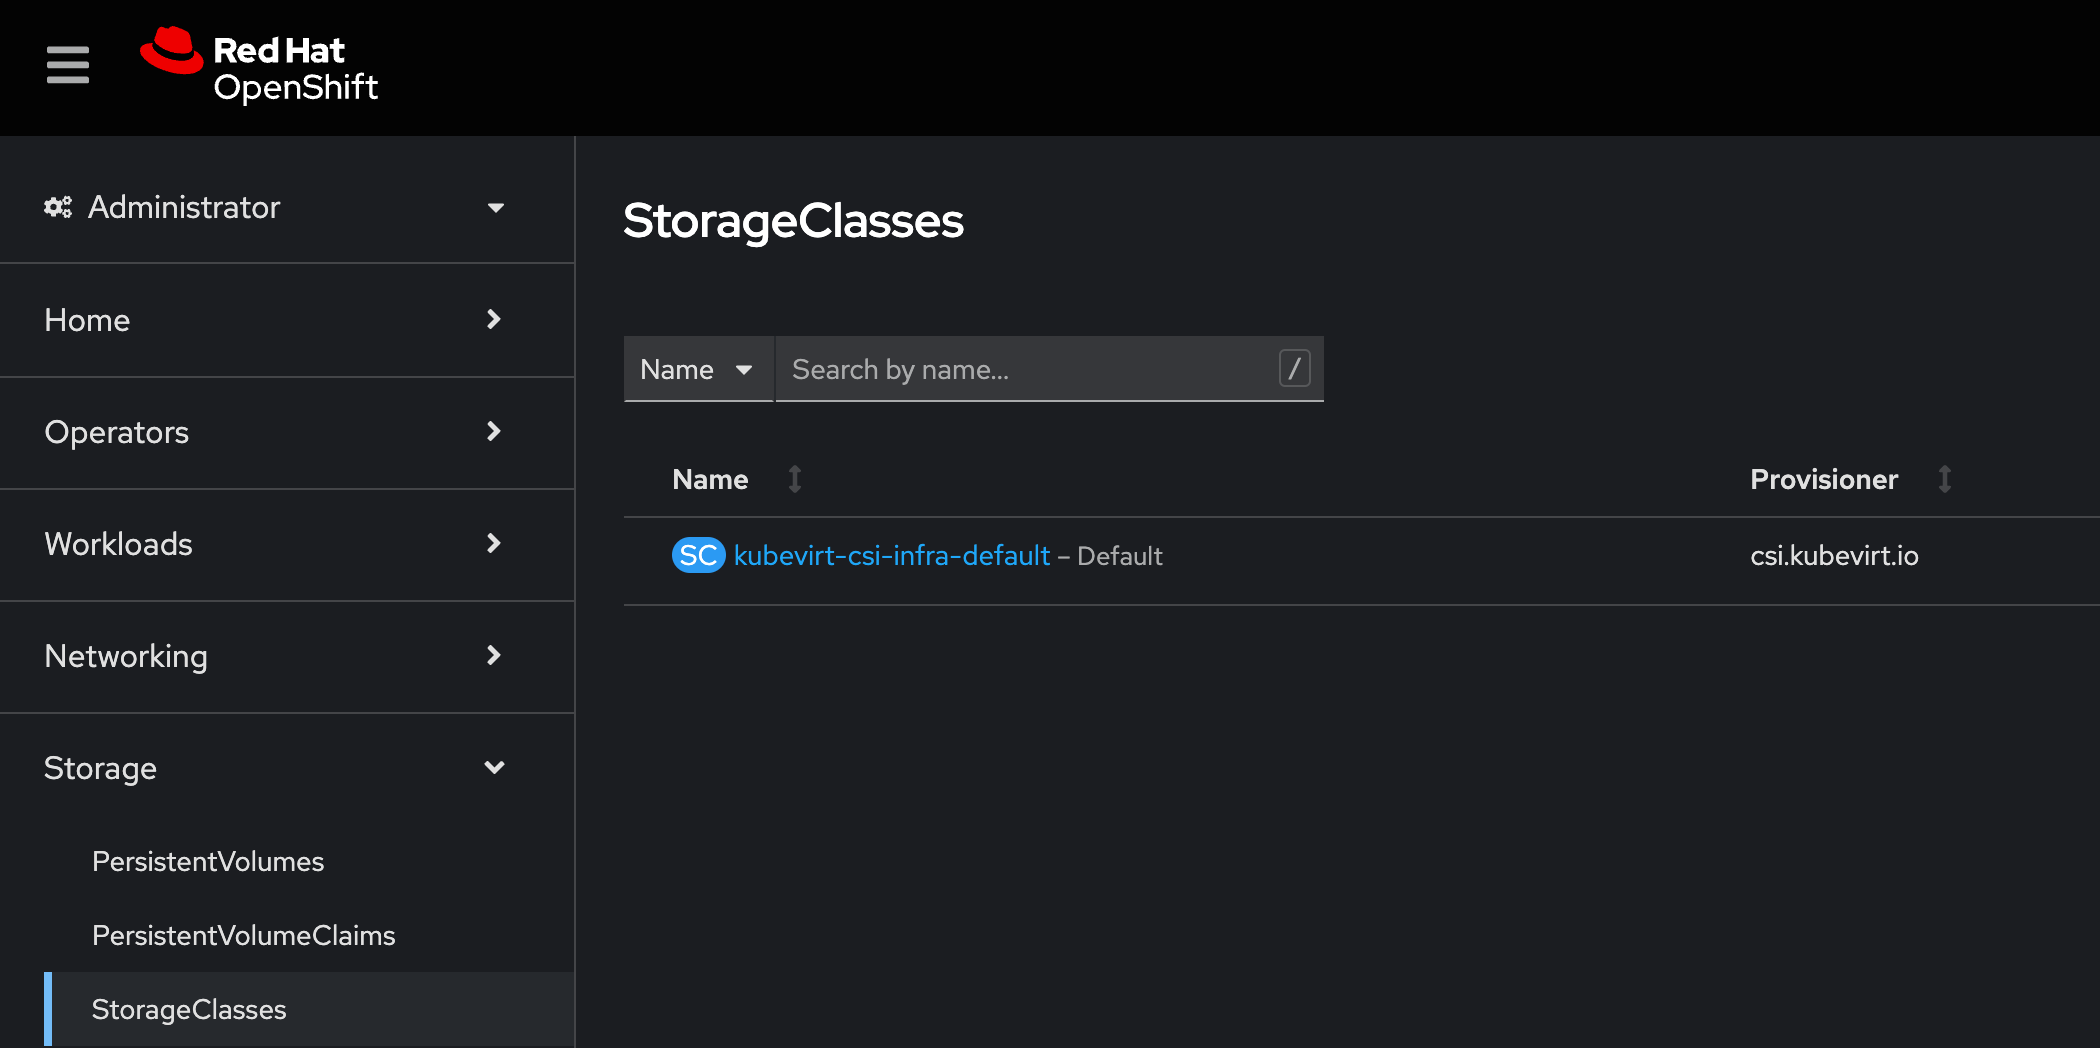 Red Hat
OpenShift
Administrator
Home
Operators
Workloads
Networking
Storage
PersistentVolumes
PersistentVolumeClaims
StorageClasses
StorageClasses
Name
Search by name...
/
Name
Provisioner
SC kubevirt-csi-infra-default – Default
csi.kubevirt.io